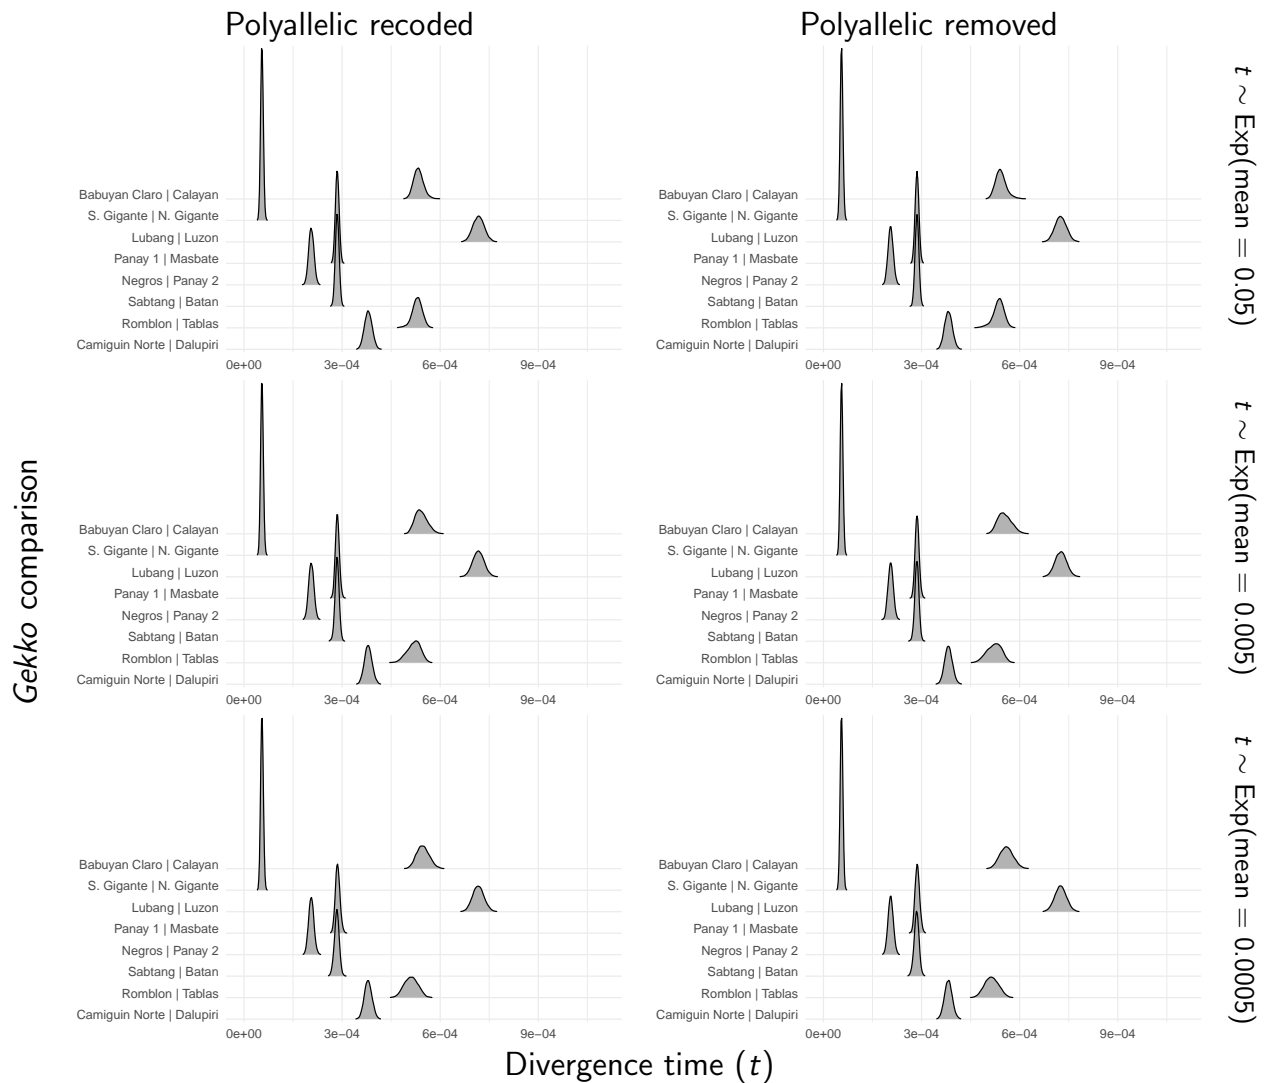 Polyallelic recoded
Polyallelic removed
Babuyan Claro | Calayan
S. Gigante | N. Gigante
Lubang | Luzon
Panay 1 | Masbate
Negros | Panay 2
Sabtang | Batan
Romblon | Tablas
Camiguin Norte | Dalupiri
0e+00 3e−04 6e−04 9e−04
Babuyan Claro | Calayan
S. Gigante | N. Gigante
Lubang | Luzon
Panay 1 | Masbate
Negros | Panay 2
Sabtang | Batan
Romblon | Tablas
Camiguin Norte | Dalupiri
0e+00 3e−04 6e−04 9e−04
t ∼ Exp(mean = 0.05)
Babuyan Claro | Calayan
S. Gigante | N. Gigante
Lubang | Luzon
Panay 1 | Masbate
Negros | Panay 2
Sabtang | Batan
Romblon | Tablas
Camiguin Norte | Dalupiri
0e+00 3e−04 6e−04 9e−04
Babuyan Claro | Calayan
S. Gigante | N. Gigante
Lubang | Luzon
Panay 1 | Masbate
Negros | Panay 2
Sabtang | Batan
Romblon | Tablas
Camiguin Norte | Dalupiri
0e+00 3e−04 6e−04 9e−04
t ∼ Exp(mean = 0.005)
Babuyan Claro | Calayan
S. Gigante | N. Gigante
Lubang | Luzon
Panay 1 | Masbate
Negros | Panay 2
Sabtang | Batan
Romblon | Tablas
Camiguin Norte | Dalupiri
0e+00 3e−04 6e−04 9e−04
Babuyan Claro | Calayan
S. Gigante | N. Gigante
Lubang | Luzon
Panay 1 | Masbate
Negros | Panay 2
Sabtang | Batan
Romblon | Tablas
Camiguin Norte | Dalupiri
0e+00 3e−04 6e−04 9e−04
t ∼ Exp(mean = 0.0005)
Gekko comparison
Divergence time (t)